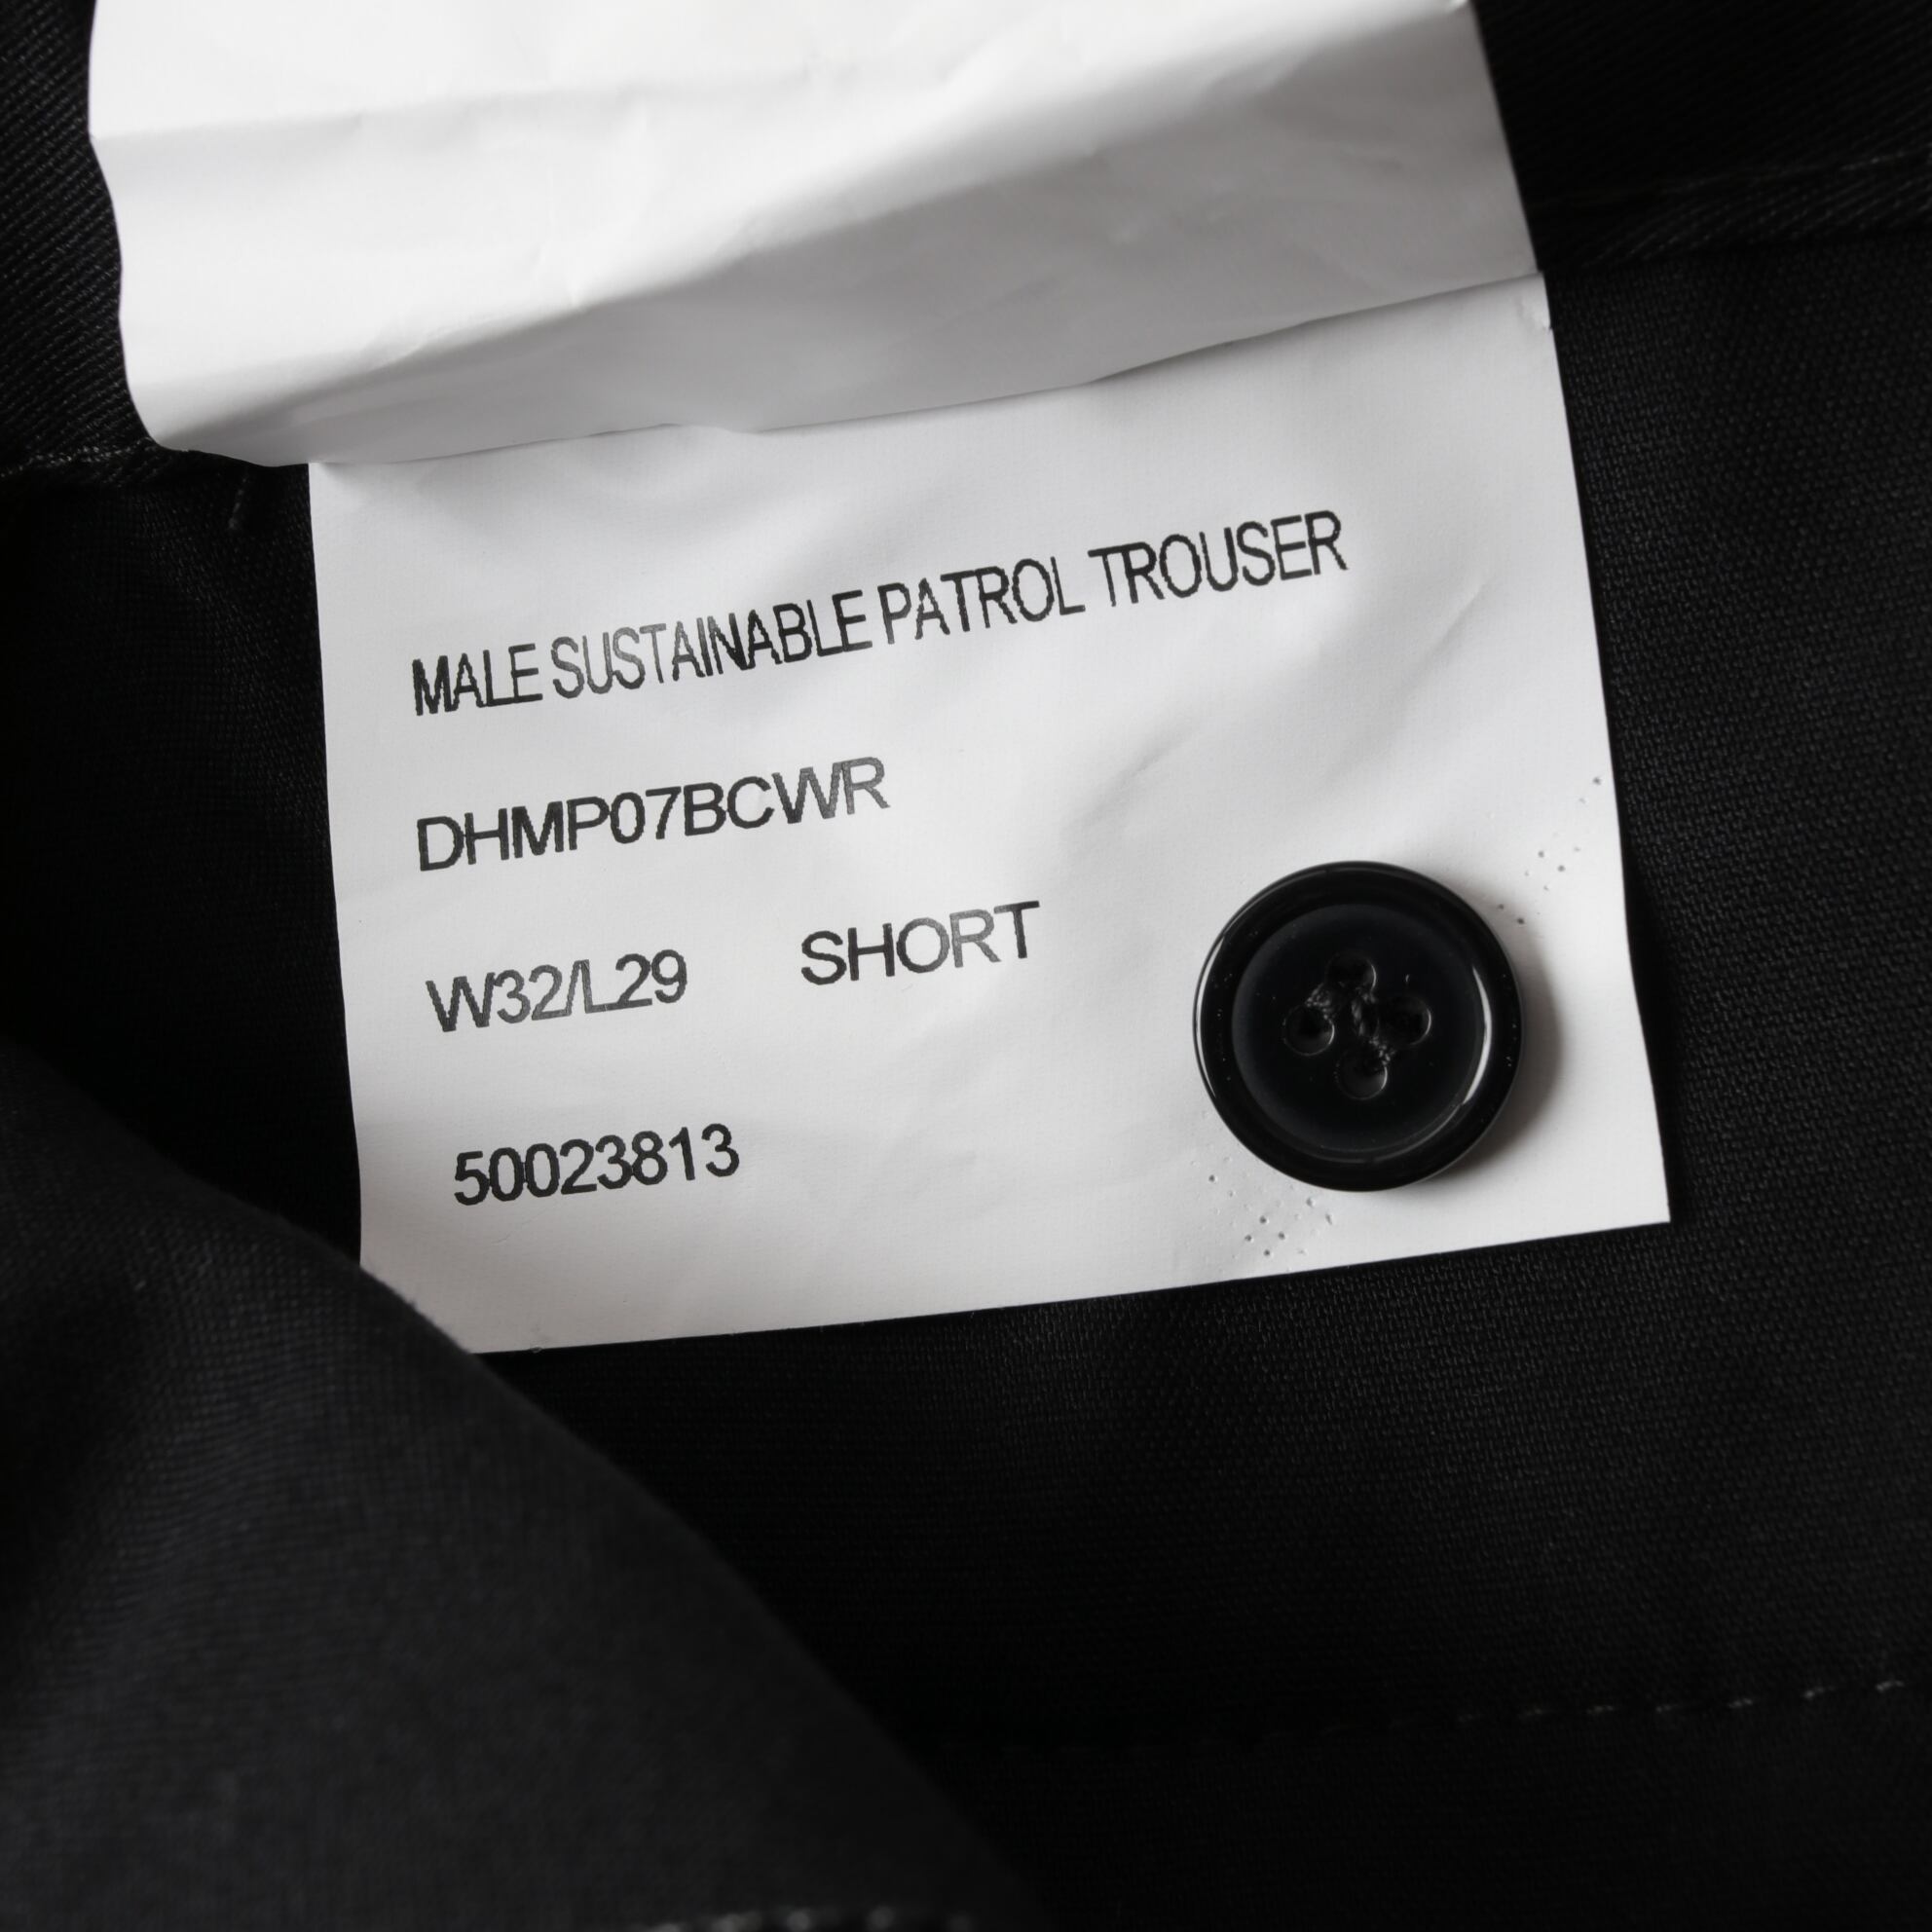 MALE SUSTAINABLE PATROL TROUSER
DHMP07BCWR
W32/L29 SHORT
50023813